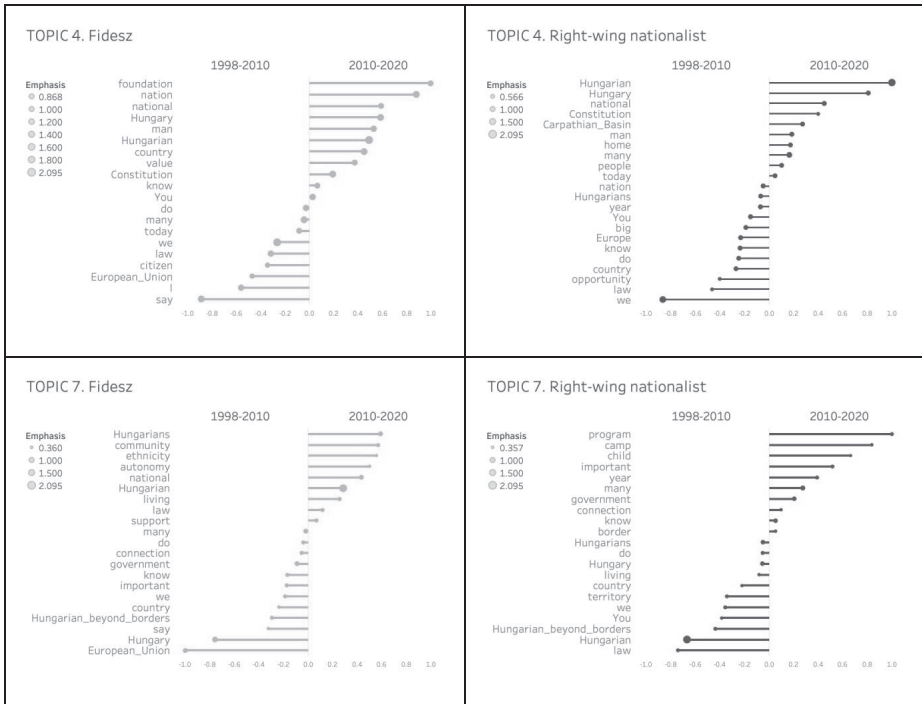 TOPIC 4. Fidesz
1998-2010 2010-2020
Emphasis
0.868
1.000
1.200
1.400
1.600
1.800
2.095
foundation
nation
national
Hungary
man
Hungarian
country
value
Constitution
know
You
do
many
today
we
law
citizen
European_Union
I
say
-1.0 -0.8 -0.6 -0.4 -0.2 0.0 0.2 0.4 0.6 0.8 1.0
TOPIC 4. Right-wing nationalist
1998-2010 2010-2020
Emphasis
0.566
1.000
1.500
2.095
Hungarian
Hungary
national
Constitution
Carpathian_Basin
man
home
many
people
today
nation
Hungarians
year
You
big
Europe
know
do
country
opportunity
law
we
-1.0 -0.8 -0.6 -0.4 -0.2 0.0 0.2 0.4 0.6 0.8 1.0
TOPIC 7. Fidesz
1998-2010 2010-2020
Emphasis
0.360
1.000
1.500
2.095
Hungarians
community
ethnicity
autonomy
national
Hungarian
living
law
support
many
do
connection
government
know
important
we
country
Hungarian_beyond_borders
say
Hungary
European_Union
-1.0 -0.8 -0.6 -0.4 -0.2 0.0 0.2 0.4 0.6 0.8 1.0
TOPIC 7. Right-wing nationalist
1998-2010 2010-2020
Emphasis
0.357
1.000
1.500
2.095
program
camp
child
important
year
many
government
connection
know
border
Hungarians
do
Hungary
living
country
territory
we
You
Hungarian_beyond_borders
Hungarian
law
-1.0 -0.8 -0.6 -0.4 -0.2 0.0 0.2 0.4 0.6 0.8 1.0